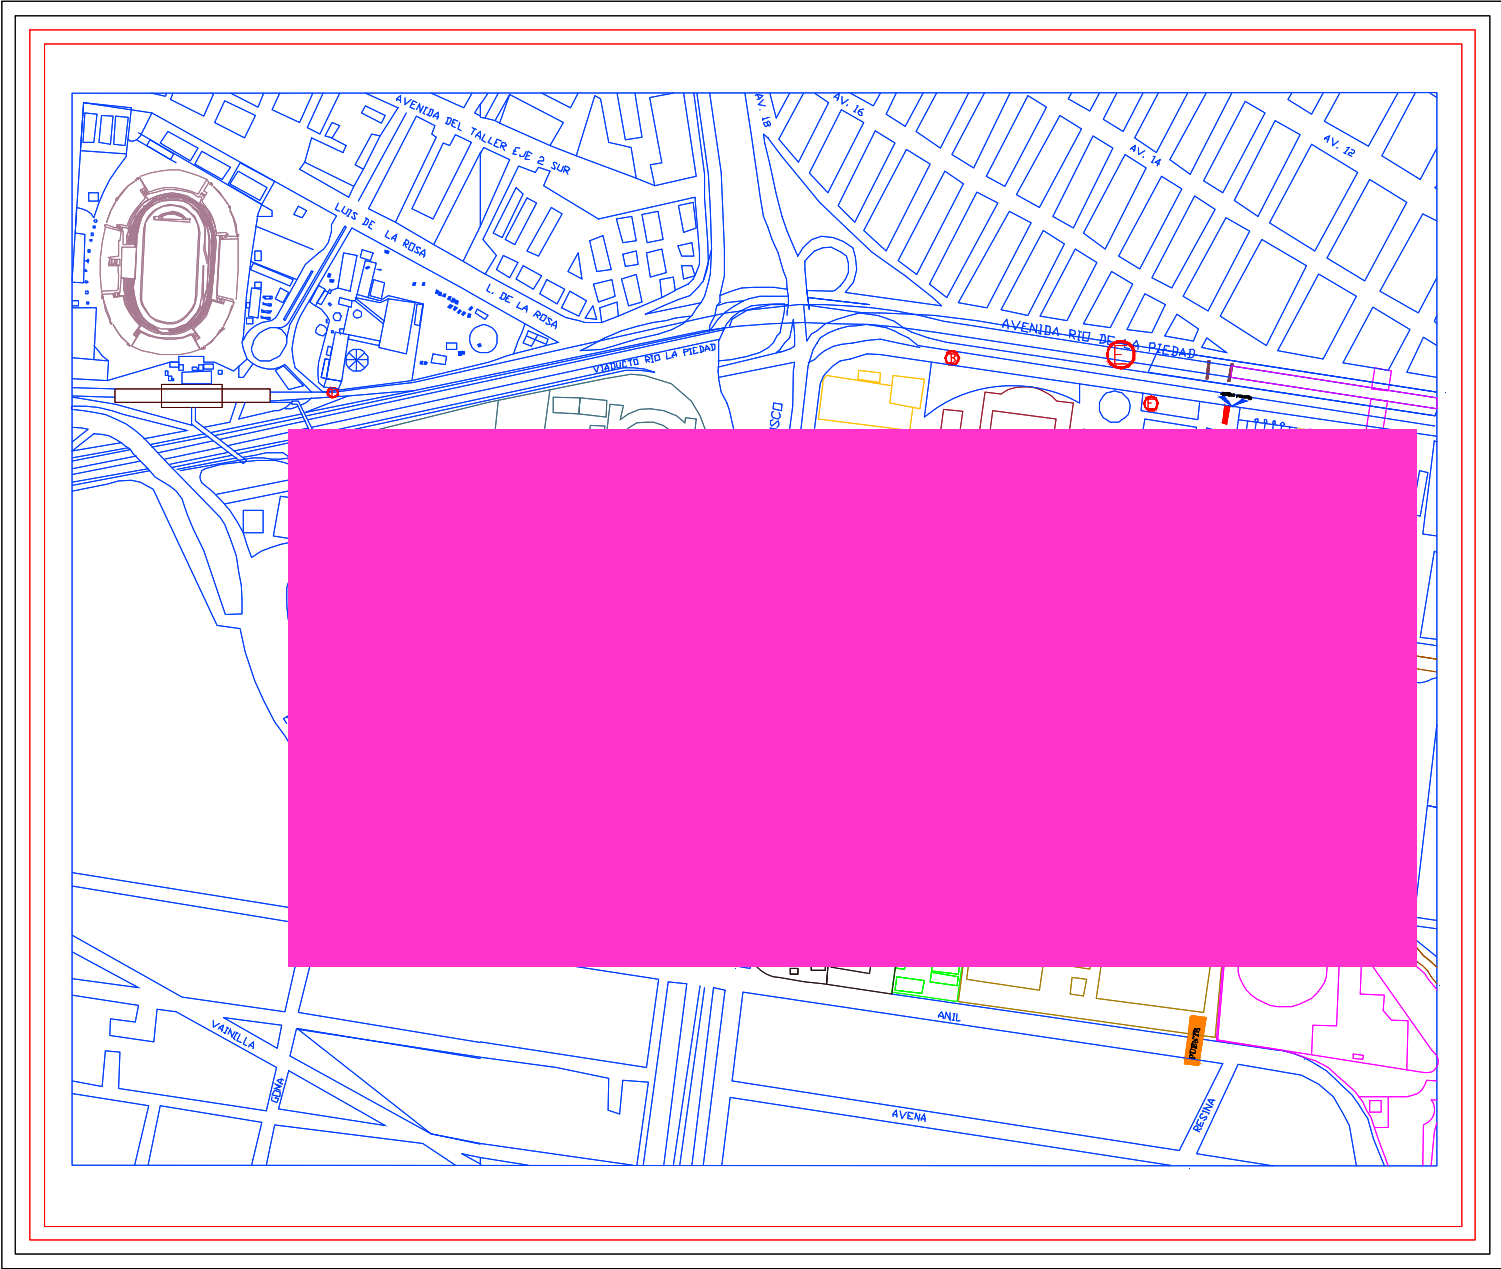 AVENIDA DEL TALLER EJE 2 SUR
AV. 18
AV. 16
AV. 14
AV. 12
LUIS DE LA ROSA
L. DE LA ROSA
AVENIDA RIO DE LA PIEDAD
VIADUCTO RIO LA PIEDAD
ANIL
PUENTE
VAINILLA
GOMA
AVENA
RESINA